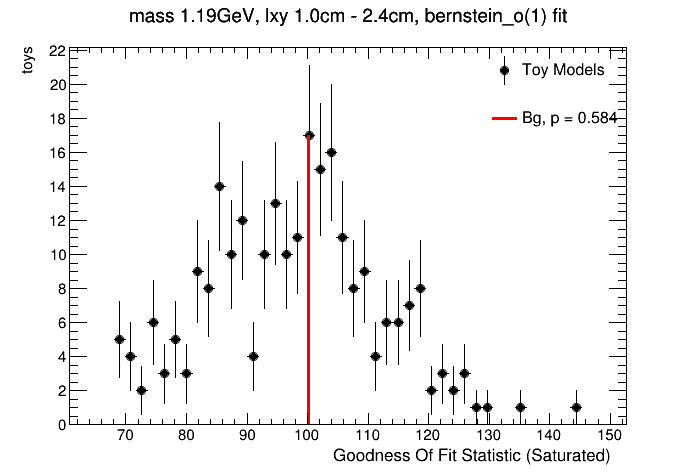 mass 1.19GeV, lxy 1.0cm - 2.4cm, bernstein_o(1) fit
toys
22
20
18
16
14
12
10
8
6
4
2
0
Toy Models
Bg, p = 0.584
70 80 90 100 110 120 130 140 150
Goodness Of Fit Statistic (Saturated)